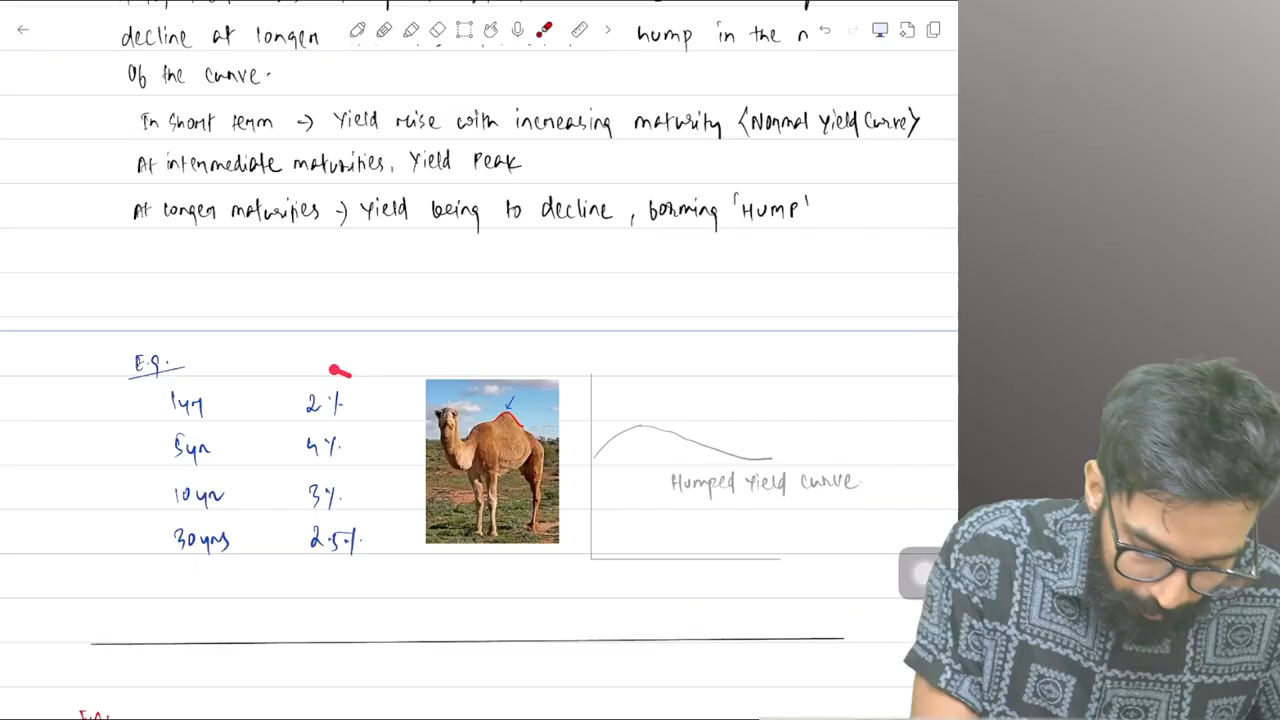 decline at longer hump in the
Of the curve.
In short term → Yield rise with increasing maturity <Normal Yield Curve>
At intermediate maturities, Yield Peak
At longer maturities → Yield being to decline, forming 'HUMP'
E.g.
1yr 2%
5yr 4%
10yr 3%
30yrs 2.5%
Humped Yield curve